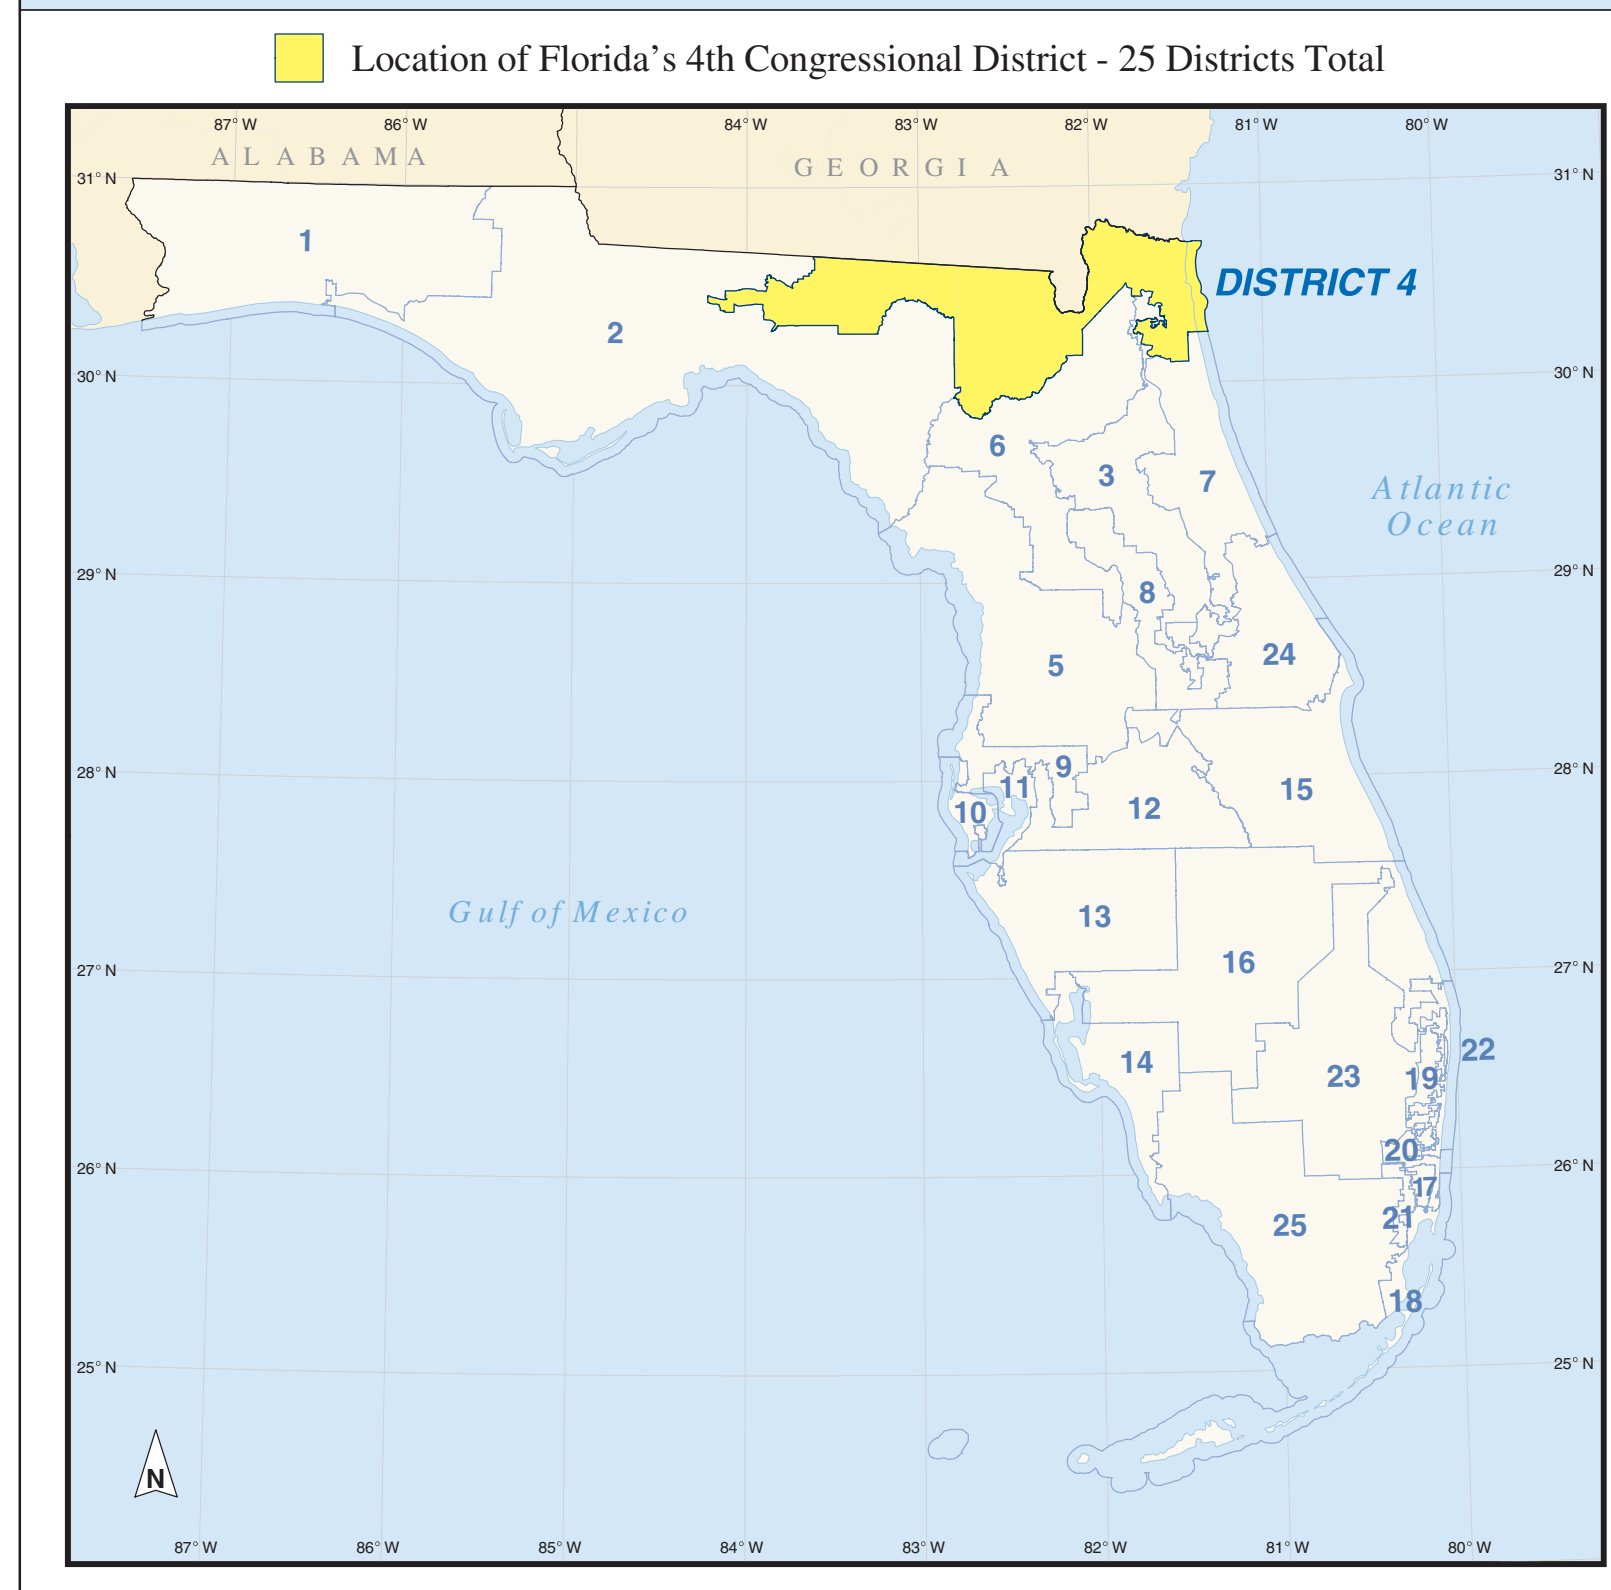 Location of Florida's 4th Congressional District - 25 Districts Total
87° W 86° W 84° W 83° W 82° W 81° W 80° W
ALABAMA
GEORGIA
31° N
31° N
1
DISTRICT 4
2
30° N
30° N
6
3
7
Atlantic
Ocean
29° N
29° N
8
24
5
28° N
28° N
9
11
10
12
15
Gulf of Mexico
13
16
27° N
27° N
22
14
23
19
20
26° N
26° N
17
21
25
18
25° N
25° N
N
87° W 86° W 85° W 84° W 83° W 82° W 81° W 80° W